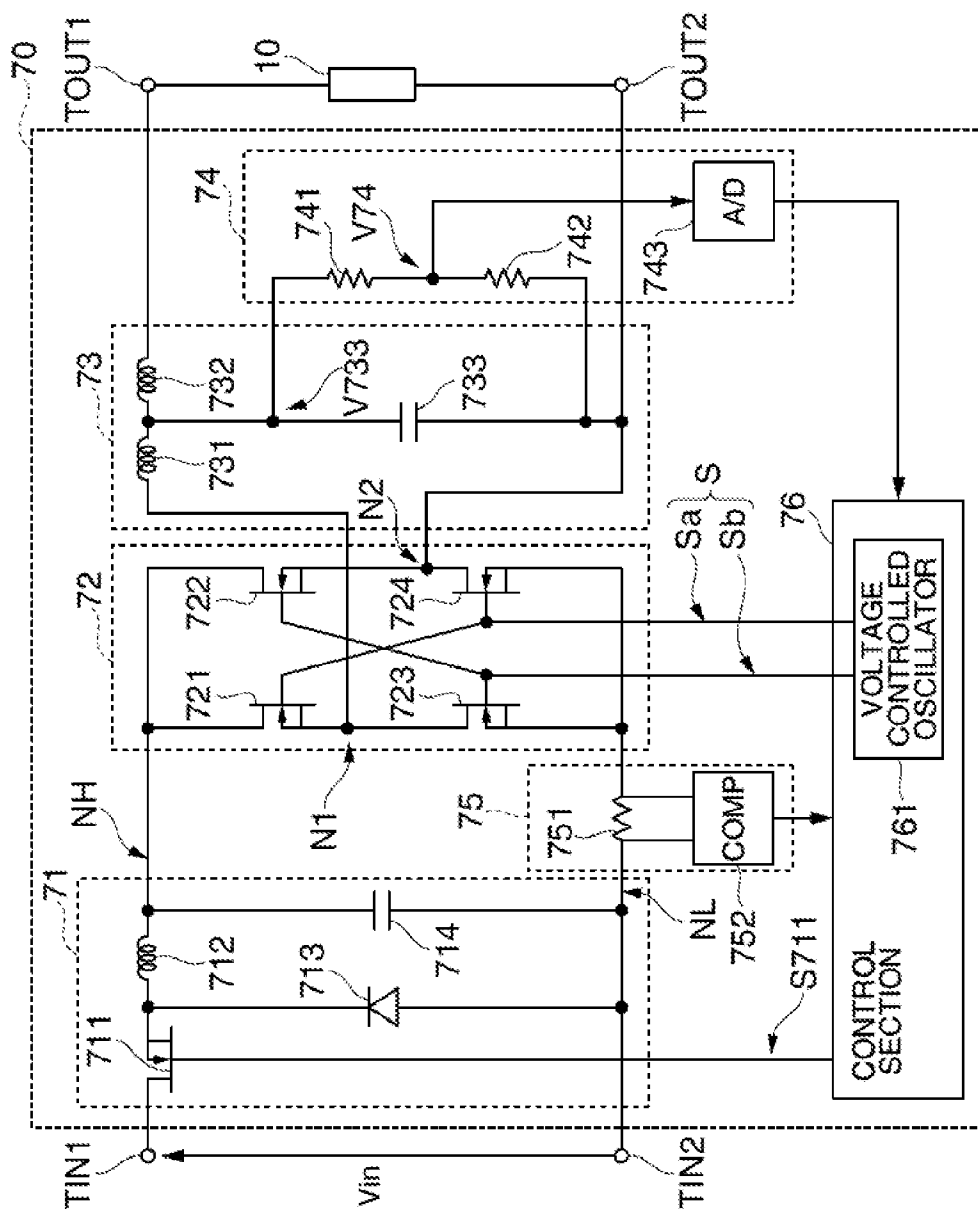 70
TIN1
TIN2
Vin
TOUT1
TOUT2
10
71
711
712
713
714
NH
NL
72
721
722
723
724
N1
N2
73
731
732
V733
733
74
741
V74
742
743
A/D
75
751
COMP
752
S
Sa
Sb
S711
76
VOLTAGE
CONTROLLED
OSCILLATOR
761
CONTROL
SECTION